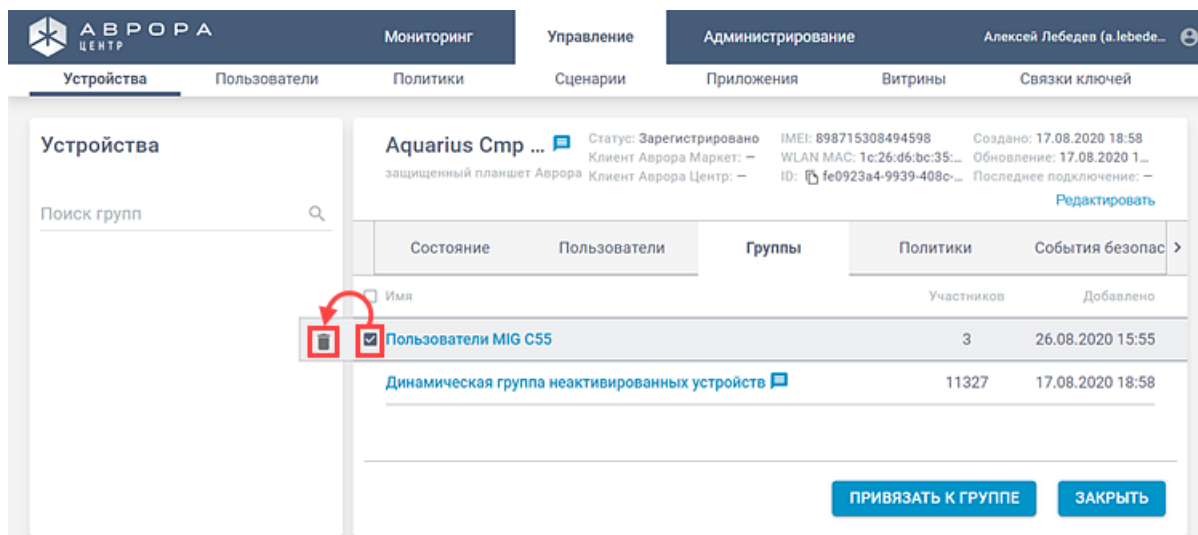 АВРОРА
ЦЕНТР
Мониторинг Управление Администрирование Алексей Лебедев (a.lebede...
Устройства Пользователи Политики Сценарии Приложения Витрины Связки ключей
Устройства
Поиск групп
Aquarius Cmp ...
защищенный планшет Аврора
Статус: Зарегистрировано
Клиент Аврора Маркет: —
Клиент Аврора Центр: —
IMEI: 898715308494598
WLAN MAC: 1c:26:d6:bc:35:...
ID: fe0923a4-9939-408c-...
Создано: 17.08.2020 18:58
Обновление: 17.08.2020 1...
Последнее подключение: —
Редактировать
Состояние Пользователи Группы Политики События безопас
Имя Участников Добавлено
Пользователи MIG C55 3 26.08.2020 15:55
Динамическая группа неактивированных устройств 11327 17.08.2020 18:58
ПРИВЯЗАТЬ К ГРУППЕ ЗАКРЫТЬ